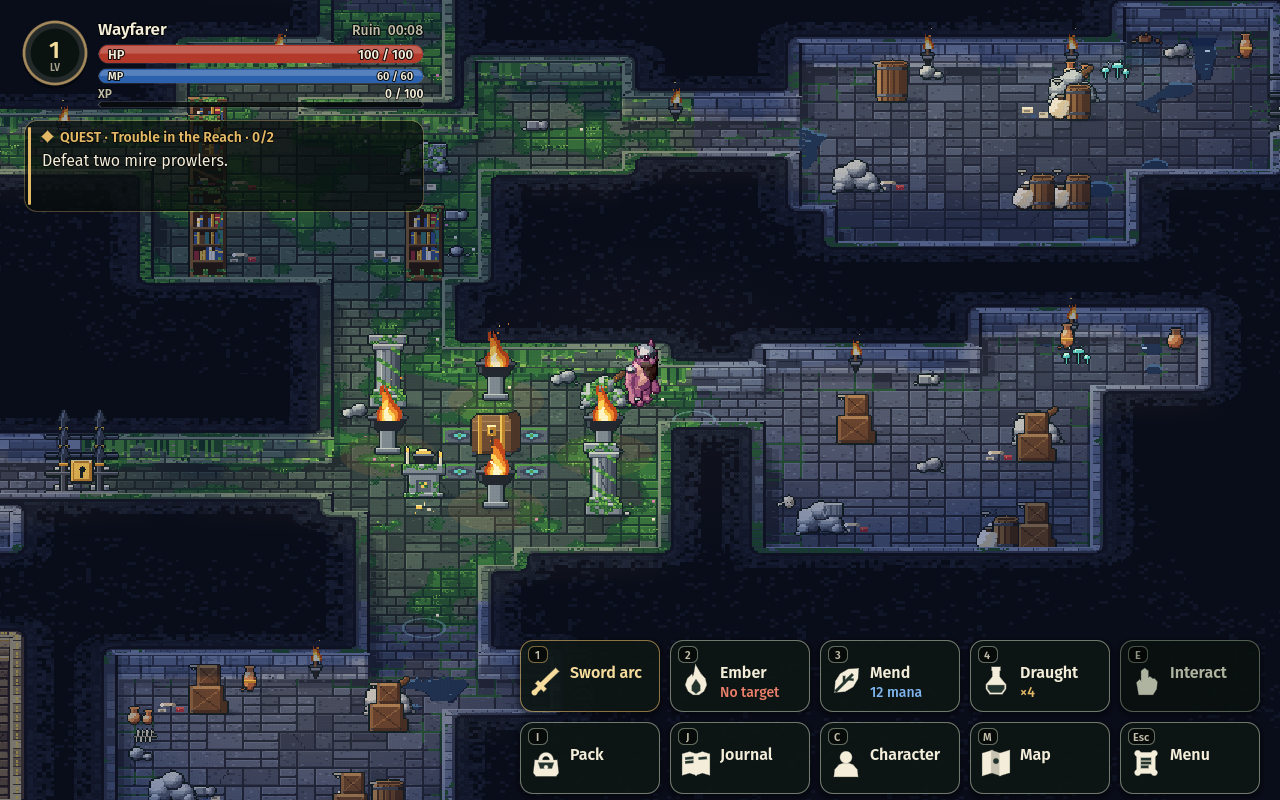 Wayfarer
Ruin 00:08
1
LV
HP
100 / 100
MP
60 / 60
XP
0 / 100
QUEST · Trouble in the Reach · 0/2
Defeat two mire prowlers.
1
Sword arc
2
Ember
No target
3
Mend
12 mana
4
Draught
×4
E
Interact
I
Pack
J
Journal
C
Character
M
Map
Esc
Menu